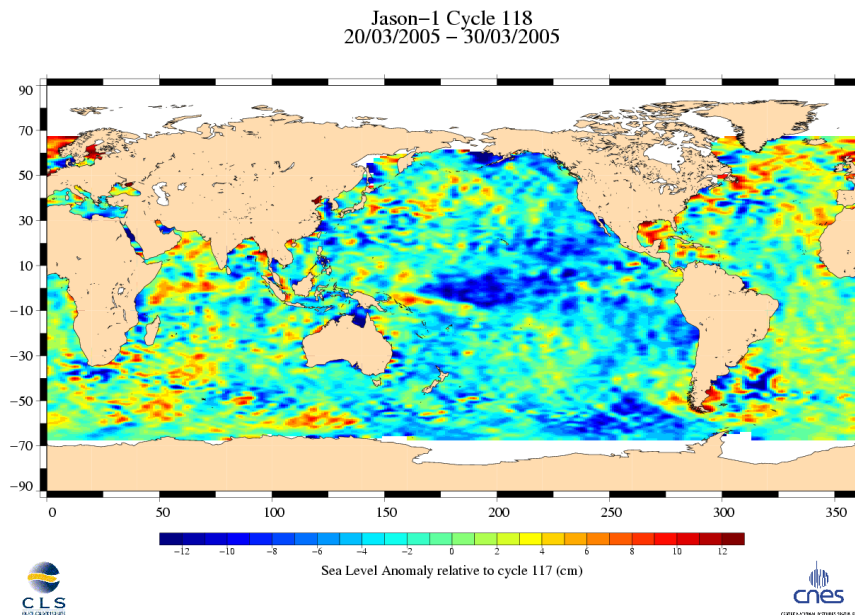 Jason−1 Cycle 118
20/03/2005 − 30/03/2005
90
70
50
30
10
−10
−30
−50
−70
−90
0 50 100 150 200 250 300 350
−12 −10 −8 −6 −4 −2 0 2 4 6 8 10 12
Sea Level Anomaly relative to cycle 117 (cm)
CLS
cnes